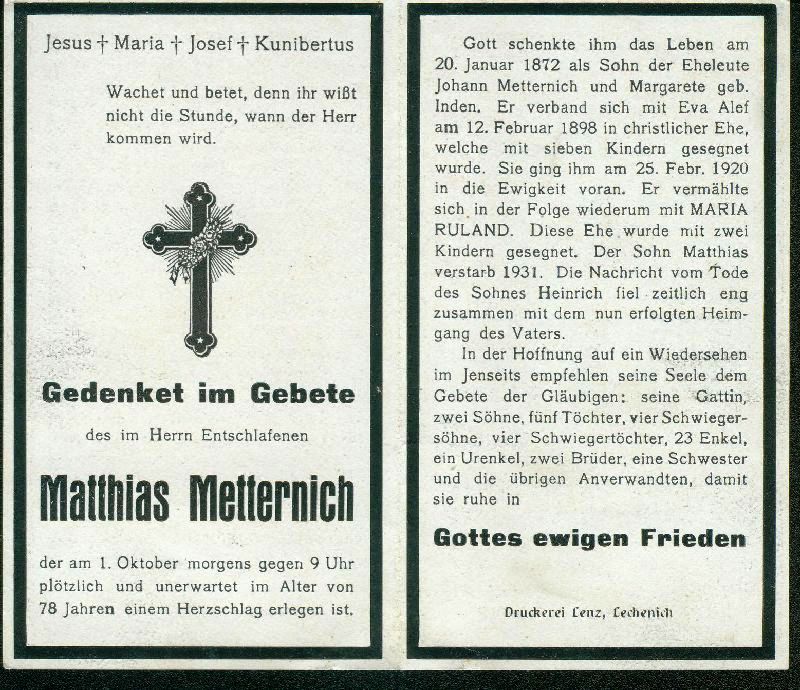 Jesus † Maria † Josef † Kunibertus
Wachet und betet, denn ihr wißt
nicht die Stunde, wann der Herr
kommen wird.
Gedenket im Gebete
des im Herrn Entschlafenen
Matthias Metternich
der am 1. Oktober morgens gegen 9 Uhr
plötzlich und unerwartet im Alter von
78 Jahren einem Herzschlag erlegen ist.
Gott schenkte ihm das Leben am
20. Januar 1872 als Sohn der Eheleute
Johann Metternich und Margarete geb.
Inden. Er verband sich mit Eva Alef
am 12. Februar 1898 in christlicher Ehe,
welche mit sieben Kindern gesegnet
wurde. Sie ging ihm am 25. Febr. 1920
in die Ewigkeit voran. Er vermählte
sich in der Folge wiederum mit MARIA
RULAND. Diese Ehe wurde mit zwei
Kindern gesegnet. Der Sohn Matthias
verstarb 1931. Die Nachricht vom Tode
des Sohnes Heinrich fiel zeitlich eng
zusammen mit dem nun erfolgten Heim-
gang des Vaters.
In der Hoffnung auf ein Wiedersehen
im Jenseits empfehlen seine Seele dem
Gebete der Gläubigen: seine Gattin,
zwei Söhne, fünf Töchter, vier Schwieger-
söhne, vier Schwiegertöchter, 23 Enkel,
ein Urenkel, zwei Brüder, eine Schwester
und die übrigen Anverwandten, damit
sie ruhe in
Gottes ewigen Frieden
Druckerei Lenz, Lechenich